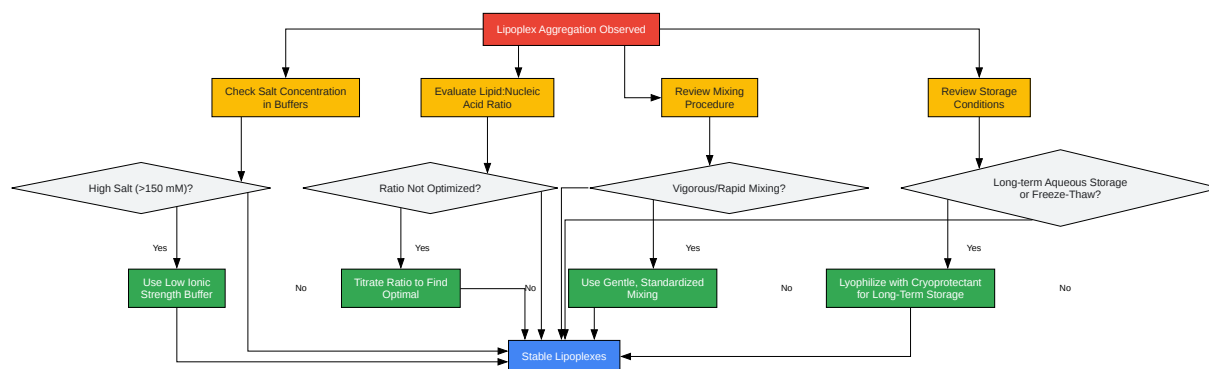 Lipoplex Aggregation Observed
Check Salt Concentration
in Buffers
Evaluate Lipid:Nucleic
Acid Ratio
Review Mixing
Procedure
Review Storage
Conditions
High Salt (>150 mM)?
Ratio Not Optimized?
Vigorous/Rapid Mixing?
Long-term Aqueous Storage
or Freeze-Thaw?
Yes
Yes
Yes
Yes
Use Low Ionic
Strength Buffer
No
Titrate Ratio to Find
Optimal
No
Use Gentle, Standardized
Mixing
No
Lyophilize with Cryoprotectant
for Long-Term Storage
No
Stable Lipoplexes